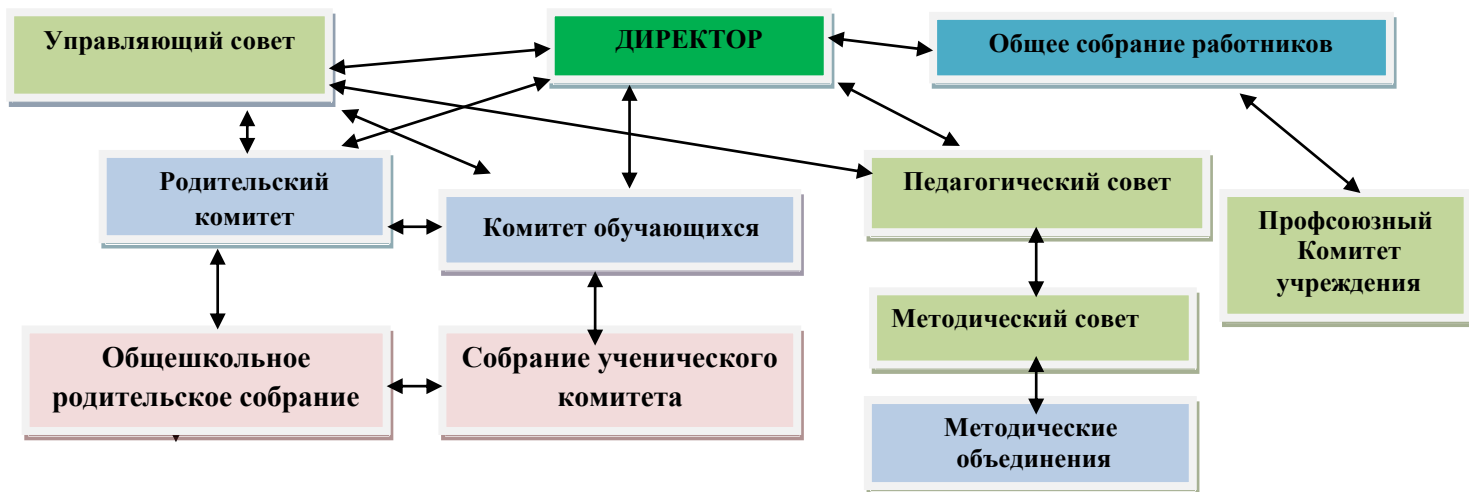 Управляющий совет
ДИРЕКТОР
Общее собрание работников
Родительский
комитет
Комитет обучающихся
Педагогический совет
Профсоюзный
Комитет
учреждения
Методический совет
Общешкольное
родительское собрание
Собрание ученического
комитета
Методические
объединения